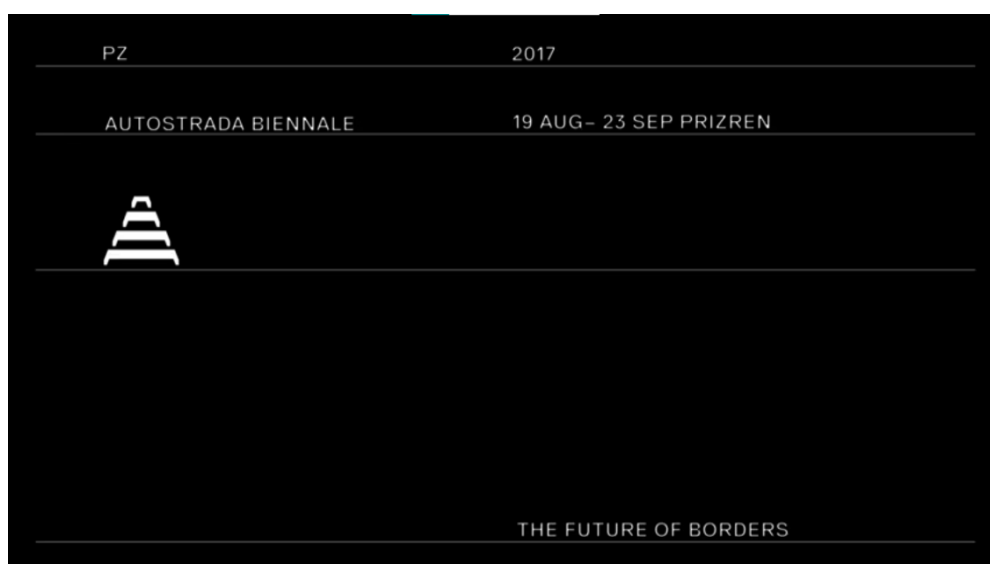 PZ
2017
AUTOSTRADA BIENNALE
19 AUG– 23 SEP PRIZREN
THE FUTURE OF BORDERS